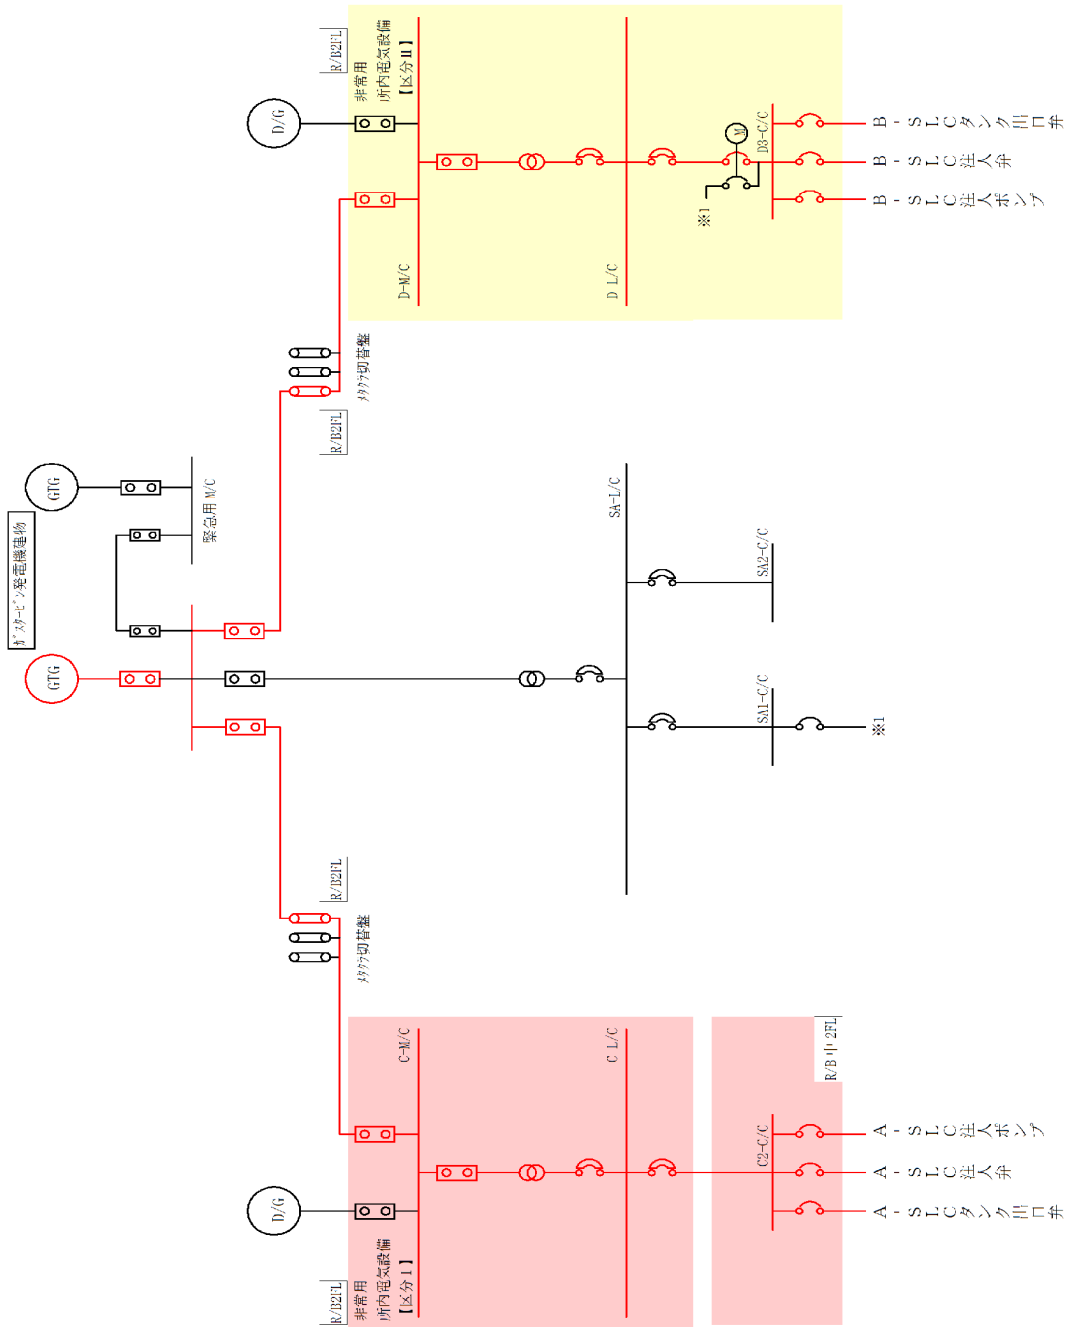 ガスタービン発電機建物
GTG
GTG
緊急用 M/C
R/B2FL
メタクラ切替盤
R/B2FL
メタクラ切替盤
D/G
R/B2FL
非常用
所内電気設備
【区分Ⅰ】
C-M/C
C L/C
C2-C/C
R/B 中 2FL
A-SLCタンク出口弁
A-SLC注入弁
A-SLC注入ポンプ
SA-L/C
SA1-C/C
※1
SA2-C/C
D/G
R/B2FL
非常用
所内電気設備
【区分Ⅱ】
D-M/C
D L/C
※1
M
D3-C/C
B-SLC注入ポンプ
B-SLC注入弁
B-SLCタンク出口弁